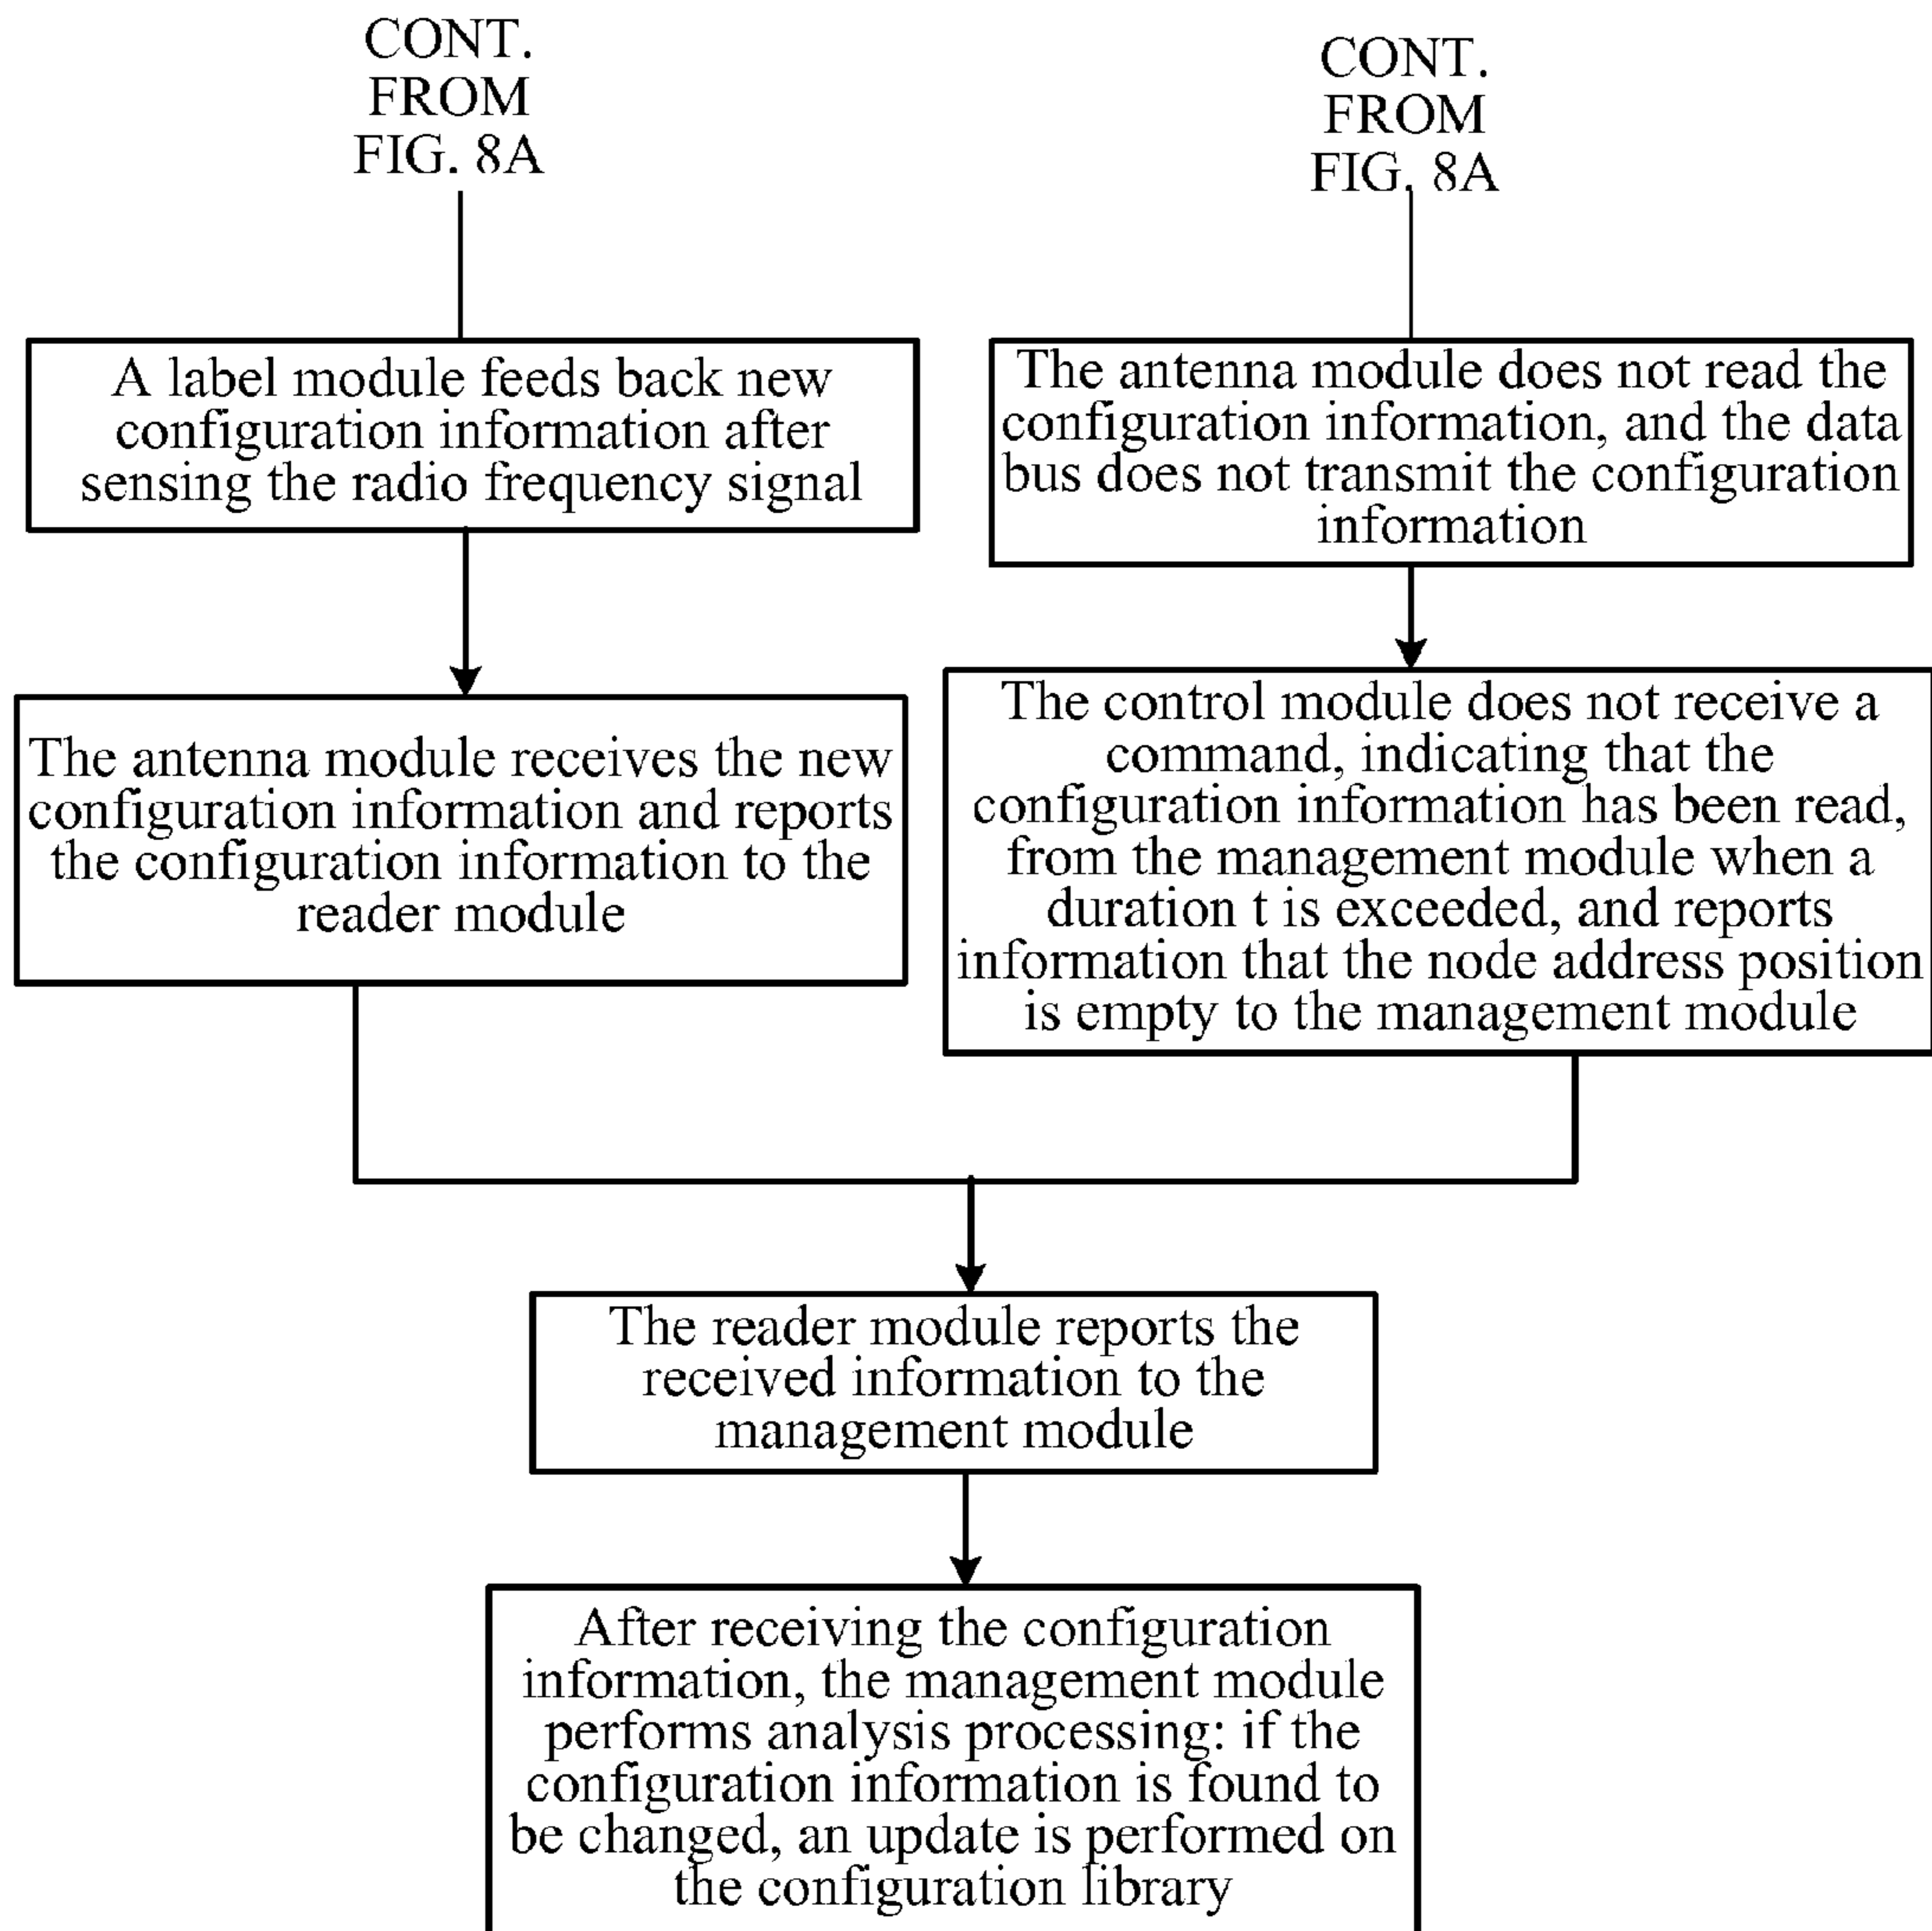 CONT.
FROM
FIG. 8A
CONT.
FROM
FIG. 8A
A label module feeds back new
configuration information after
sensing the radio frequency signal
The antenna module does not read the
configuration information, and the data
bus does not transmit the configuration
information
The antenna module receives the new
configuration information and reports
the configuration information to the
reader module
The control module does not receive a
command, indicating that the
configuration information has been read,
from the management module when a
duration t is exceeded, and reports
information that the node address position
is empty to the management module
The reader module reports the
received information to the
management module
After receiving the configuration
information, the management module
performs analysis processing: if the
configuration information is found to
be changed, an update is performed on
the configuration library